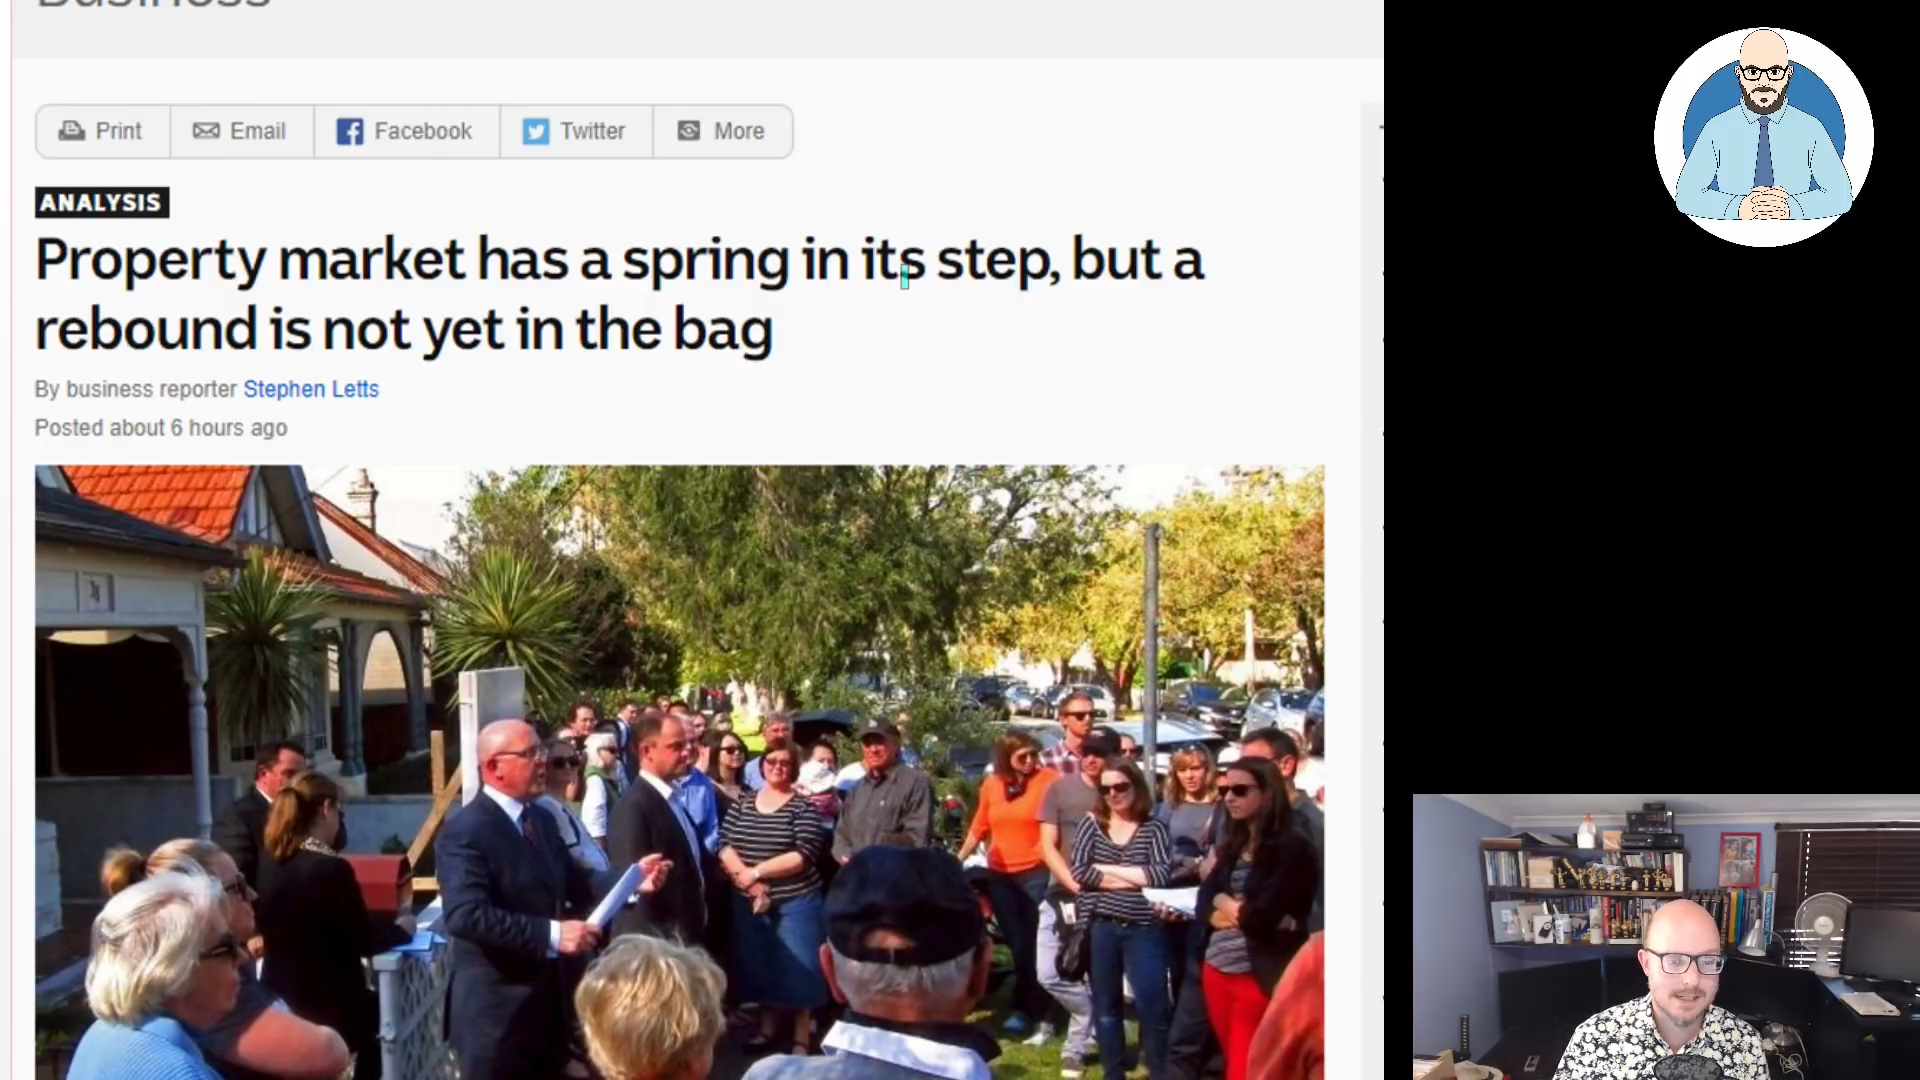 Business
Print Email Facebook Twitter More
ANALYSIS
Property market has a spring in its step, but a
rebound is not yet in the bag
By business reporter Stephen Letts
Posted about 6 hours ago